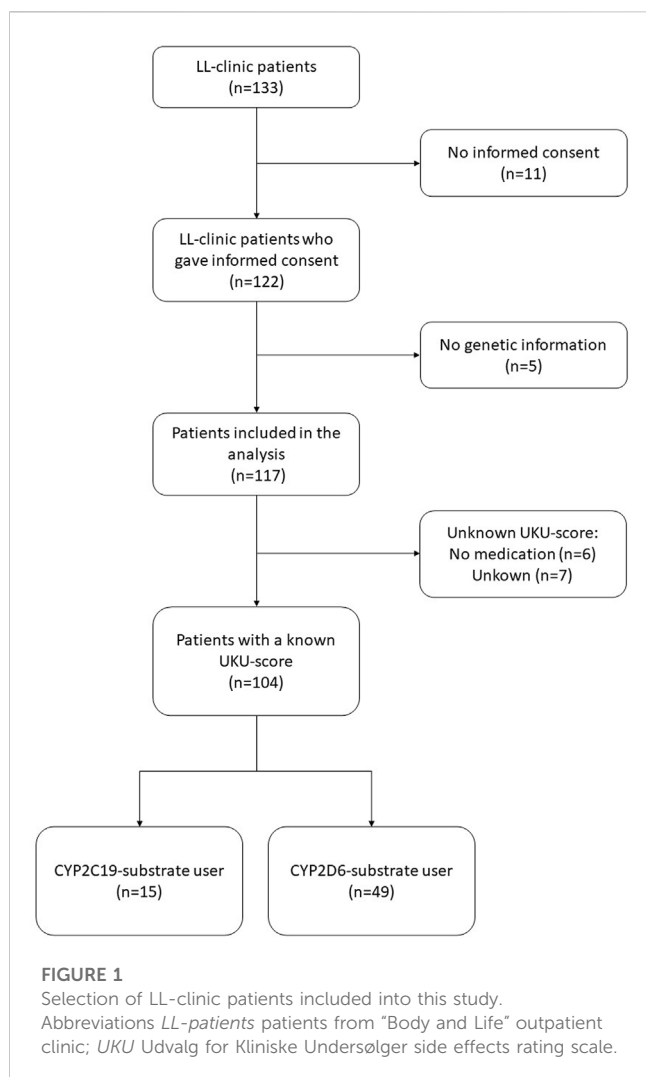 LL-clinic patients
(n=133)
No informed consent
(n=11)
LL-clinic patients who
gave informed consent
(n=122)
No genetic information
(n=5)
Patients included in the
analysis
(n=117)
Unknown UKU-score:
No medication (n=6)
Unkown (n=7)
Patients with a known
UKU-score
(n=104)
CYP2C19-substrate user
(n=15)
CYP2D6-substrate user
(n=49)
FIGURE 1
Selection of LL-clinic patients included into this study.
Abbreviations LL-patients patients from “Body and Life” outpatient
clinic; UKU Udvalg for Kliniske Undersølger side effects rating scale.